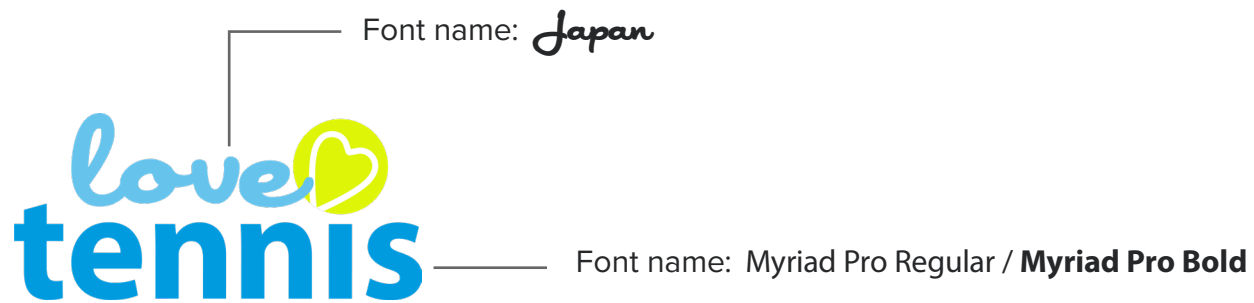 Font name: Japan
love
tennis
Font name: Myriad Pro Regular / Myriad Pro Bold